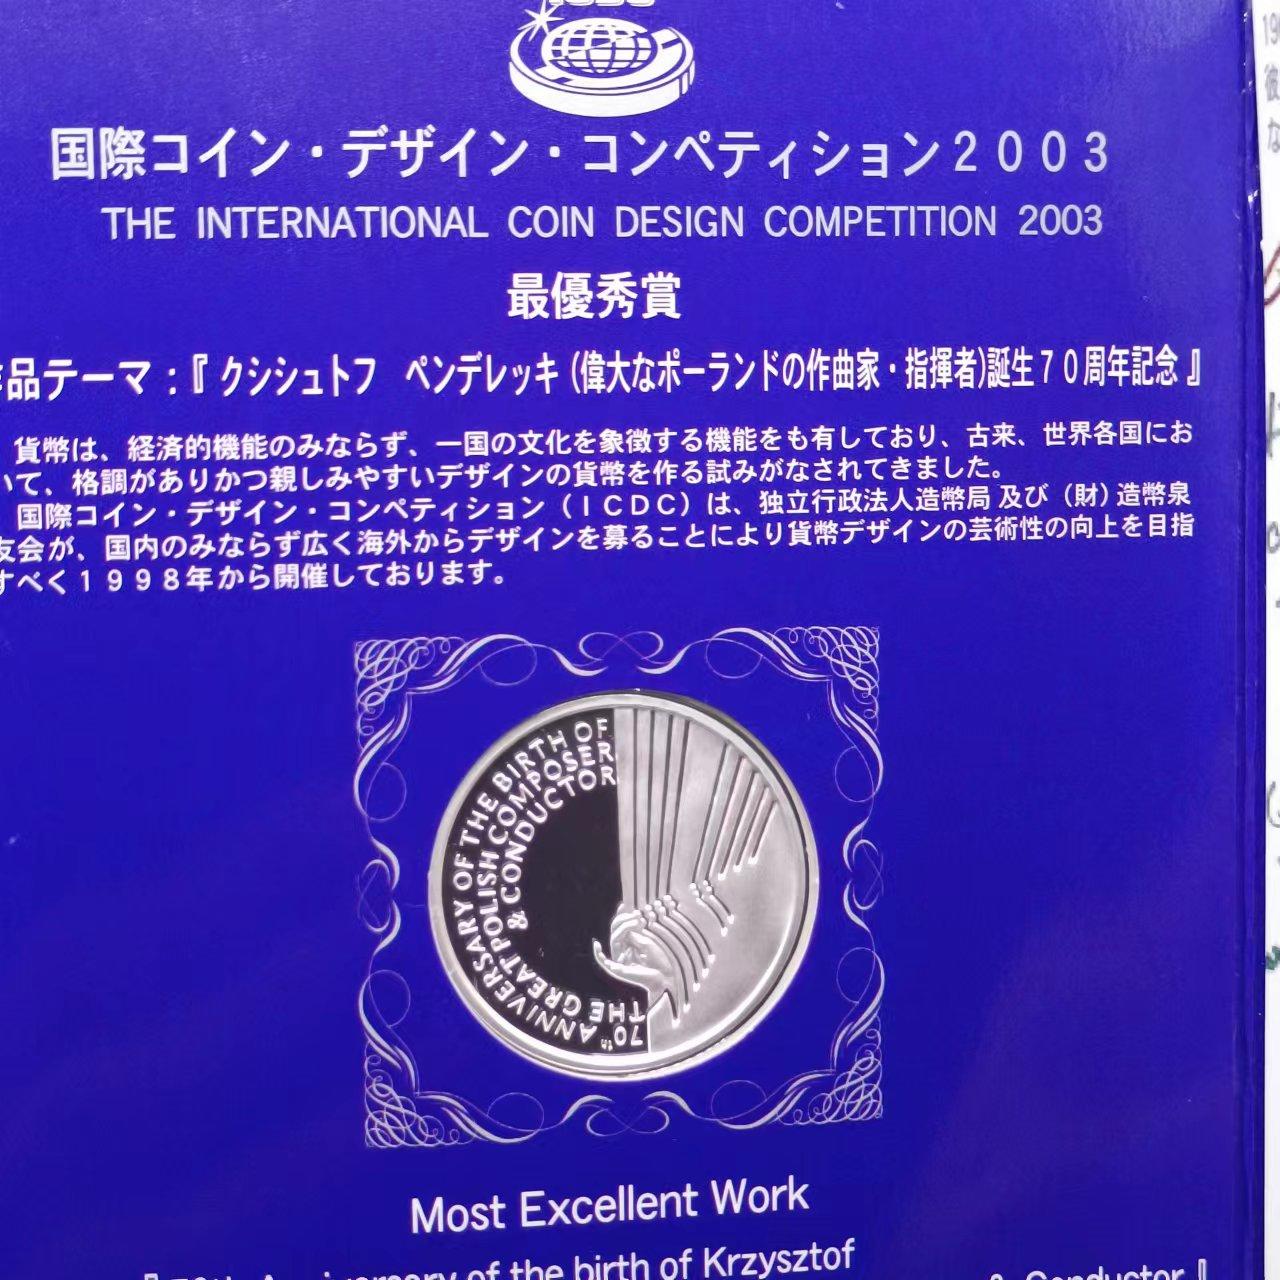 国際コイン・デザイン・コンペティション２００３
THE INTERNATIONAL COIN DESIGN COMPETITION 2003
最優秀賞
品テーマ：『 クシシュトフ ペンデレッキ (偉大なポーランドの作曲家・指揮者)誕生７０周年記念 』
貨幣は、経済的機能のみならず、一国の文化を象徴する機能をも有しており、古来、世界各国にお
いて、格調がありかつ親しみやすいデザインの貨幣を作る試みがなされてきました。
国際コイン・デザイン・コンペティション（ＩＣＤＣ）は、独立行政法人造幣局 及び（財）造幣泉
友会が、国内のみならず広く海外からデザインを募ることにより貨幣デザインの芸術性の向上を目指
すべく１９９８年から開催しております。
70th ANNIVERSARY OF THE BIRTH OF
THE GREAT POLISH COMPOSER
& CONDUCTOR
Most Excellent Work
Anniversary of the birth of Krzysztof
& Conductor 』